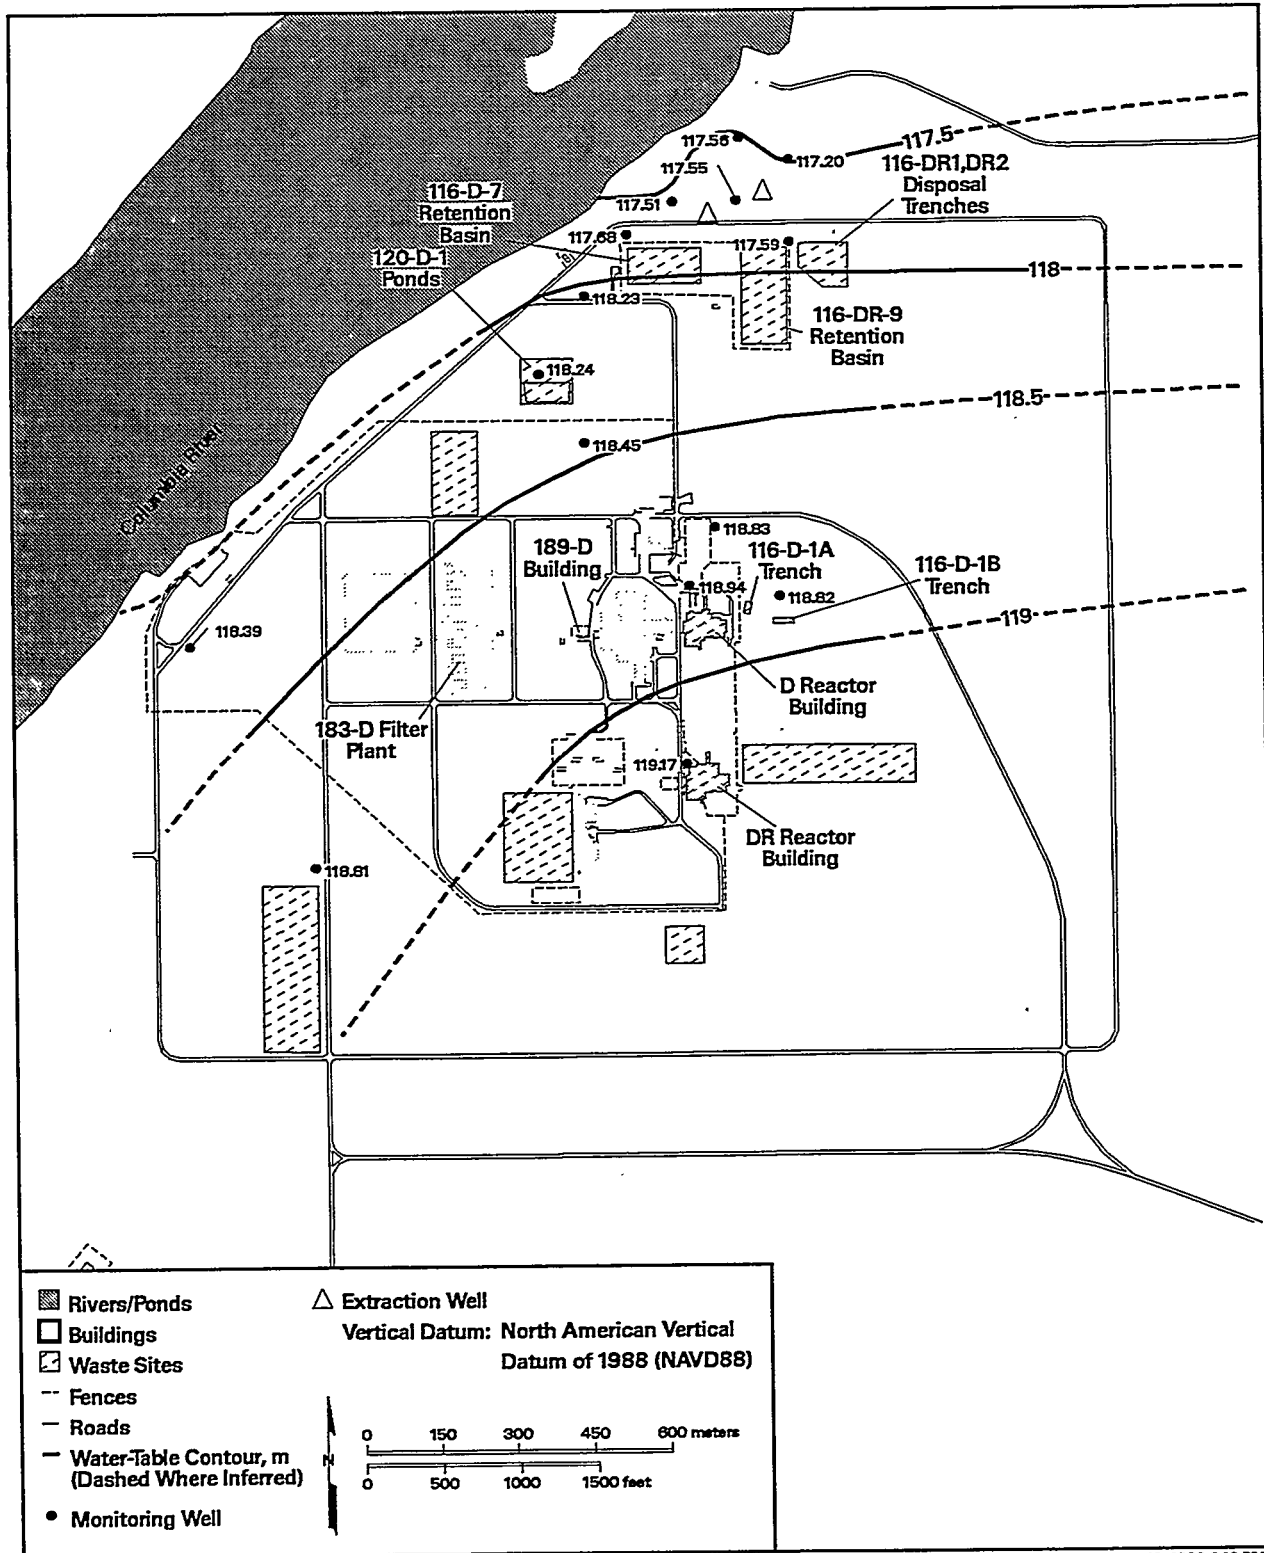 117.5
117.56
117.20
117.55
116-DR1,DR2
Disposal
Trenches
116-D-7
Retention
Basin
117.51
117.68
117.59
120-D-1
Ponds
118
118.23
116-DR-9
Retention
Basin
118.24
118.5
Columbia River
118.45
118.83
189-D
Building
116-D-1A
Trench
116-D-1B
Trench
118.94
118.82
119
118.39
D Reactor
Building
183-D Filter
Plant
119.17
DR Reactor
Building
118.81
Rivers/Ponds
Buildings
Waste Sites
Fences
Roads
Water-Table Contour, m
(Dashed Where Inferred)
Monitoring Well
Extraction Well
Vertical Datum: North American Vertical
Datum of 1988 (NAVD88)
N
0 150 300 450 600 meters
0 500 1000 1500 feet